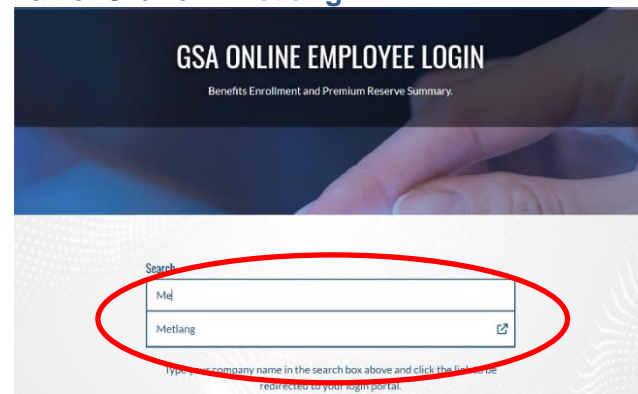 GSA ONLINE EMPLOYEE LOGIN
Benefits Enrollment and Premium Reserve Summary.
Search
Me
Metlang
Type your company name in the search box above and click the link to be
redirected to your login portal.